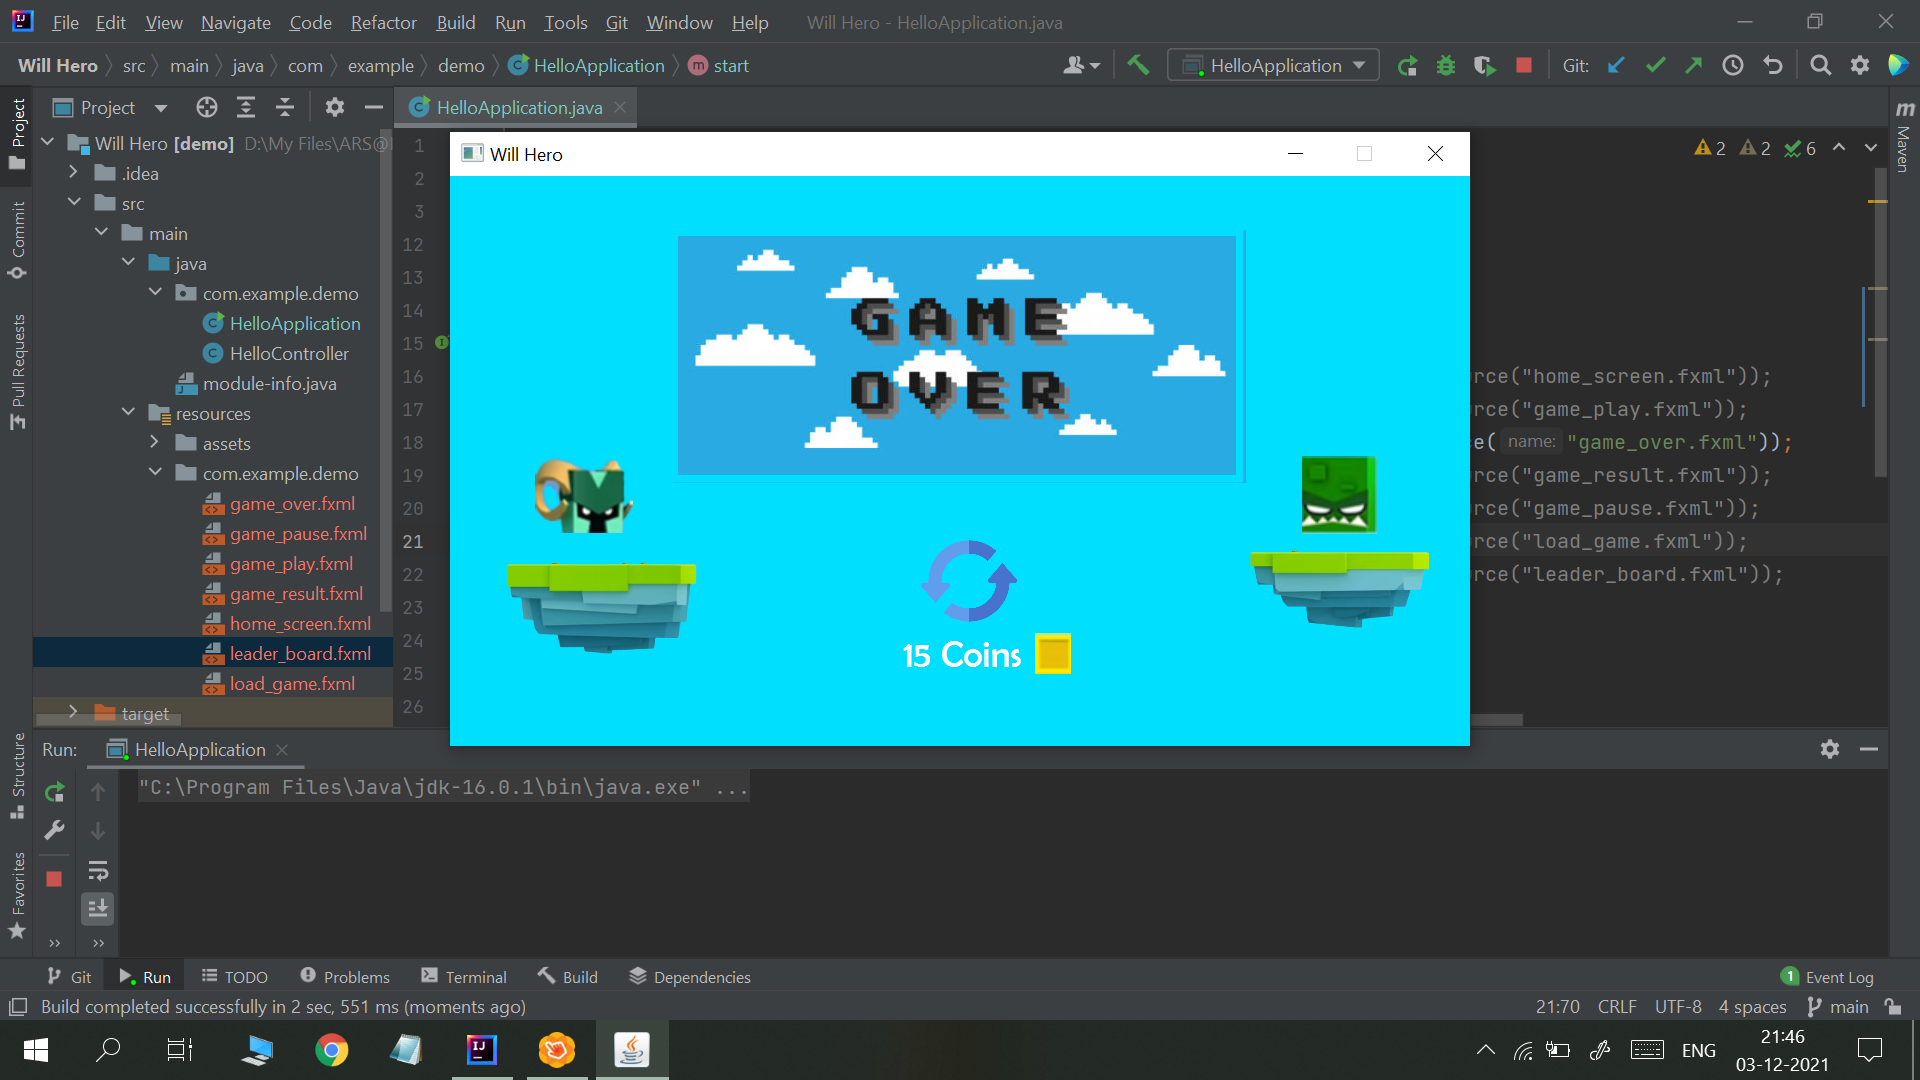 File Edit View Navigate Code Refactor Build Run Tools Git Window Help Will Hero - HelloApplication.java
Will Hero src main java com example demo HelloApplication m start HelloApplication Git:
Project Project HelloApplication.java m Maven
Will Hero [demo] D:\My Files\ARS@
.idea
src
main
java
com.example.demo
HelloApplication
HelloController
module-info.java
resources
assets
com.example.demo
game_over.fxml
game_pause.fxml
game_play.fxml
game_result.fxml
home_screen.fxml
leader_board.fxml
load_game.fxml
target
Commit
Pull Requests
Structure
Favorites
1
2
3
12
13
14
15
16
17
18
19
20
21
22
23
24
25
26
2 2 6
rce("home_screen.fxml"));
rce("game_play.fxml"));
e( name: "game_over.fxml"));
rce("game_result.fxml"));
rce("game_pause.fxml"));
rce("load_game.fxml"));
rce("leader_board.fxml"));
Will Hero
GAME
OVER
15 Coins
Run: HelloApplication
"C:\Program Files\Java\jdk-16.0.1\bin\java.exe" ...
Git Run TODO Problems Terminal Build Dependencies 1 Event Log
Build completed successfully in 2 sec, 551 ms (moments ago) 21:70 CRLF UTF-8 4 spaces main
IJ ENG 21:46
03-12-2021